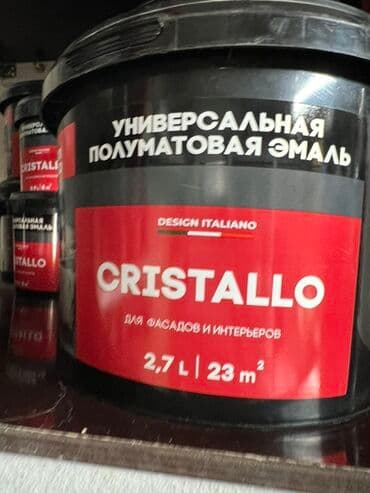 УНИВЕРСАЛЬНАЯ
ПОЛУМАТОВАЯ ЭМАЛЬ
DESIGN ITALIANO
CRISTALLO
ДЛЯ ФАСАДОВ И ИНТЕРЬЕРОВ
2,7 L | 23 m²